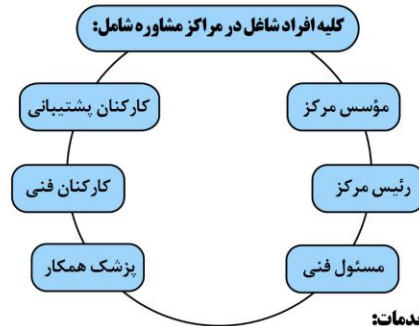 کلیه افراد شاغل در مراکز مشاوره شامل:
مؤسس مرکز
کارکنان پشتیبانی
رئیس مرکز
کارکنان فنی
مسئول فنی
پزشک همکار
خدمات: